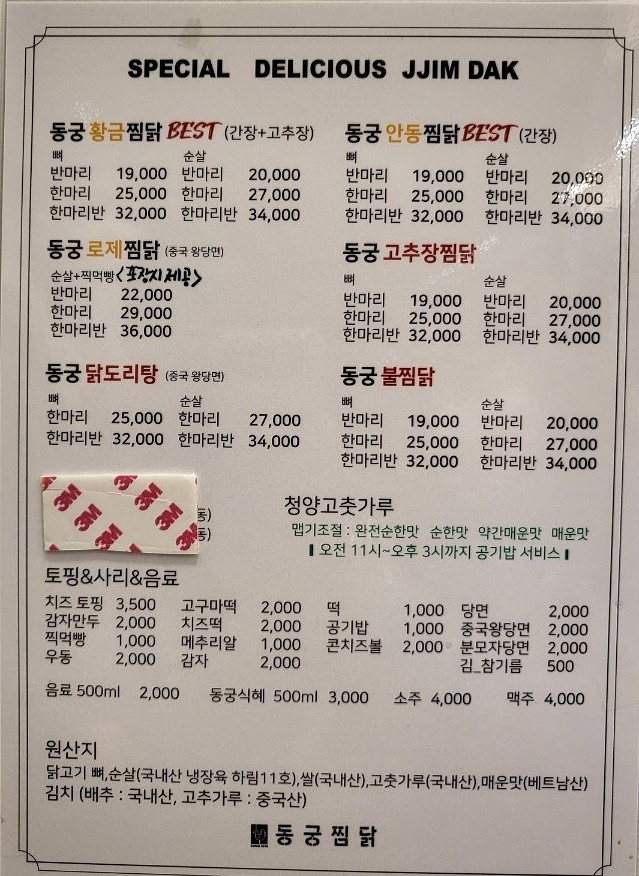 SPECIAL DELICIOUS JJIM DAK
동궁 황금찜닭 BEST (간장+고추장)
뼈 순살
반마리 19,000 반마리 20,000
한마리 25,000 한마리 27,000
한마리반 32,000 한마리반 34,000
동궁 안동찜닭 BEST (간장)
뼈 순살
반마리 19,000 반마리 20,000
한마리 25,000 한마리 27,000
한마리반 32,000 한마리반 34,000
동궁 로제찜닭 (중국 왕당면)
순살+찍먹빵 <포장지제공>
반마리 22,000
한마리 29,000
한마리반 36,000
동궁 고추장찜닭
뼈 순살
반마리 19,000 반마리 20,000
한마리 25,000 한마리 27,000
한마리반 32,000 한마리반 34,000
동궁 닭도리탕 (중국 왕당면)
뼈 순살
한마리 25,000 한마리 27,000
한마리반 32,000 한마리반 34,000
동궁 불찜닭
뼈 순살
반마리 19,000 반마리 20,000
한마리 25,000 한마리 27,000
한마리반 32,000 한마리반 34,000
3M 3M 3M 3M 3M 3M
동)
동)
청양고춧가루
맵기조절 : 완전순한맛 순한맛 약간매운맛 매운맛
오전 11시~오후 3시까지 공기밥 서비스
토핑&사리&음료
치즈 토핑 3,500 고구마떡 2,000 떡 1,000 당면 2,000
감자만두 2,000 치즈떡 2,000 공기밥 1,000 중국왕당면 2,000
찍먹빵 1,000 메추리알 1,000 콘치즈볼 2,000 분모자당면 2,000
우동 2,000 감자 2,000 김_참기름 500
음료 500ml 2,000 동궁식혜 500ml 3,000 소주 4,000 맥주 4,000
원산지
닭고기 뼈,순살(국내산 냉장육 하림11호),쌀(국내산),고춧가루(국내산),매운맛(베트남산)
김치 (배추 : 국내산, 고추가루 : 중국산)
동궁찜닭